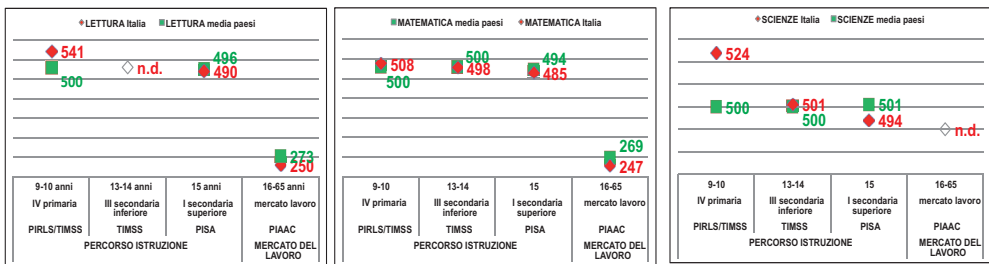 LETTURA Italia LETTURA media paesi
541
500
n.d.
496
490
273
250
9-10 anni 13-14 anni 15 anni 16-65 anni
IV primaria III secondaria inferiore I secondaria superiore mercato lavoro
PIRLS/TIMSS TIMSS PISA PIAAC
PERCORSO ISTRUZIONE MERCATO DEL LAVORO
MATEMATICA media paesi MATEMATICA Italia
508
500
500
498
494
485
269
247
9-10 13-14 15 16-65
IV primaria III secondaria inferiore I secondaria superiore mercato lavoro
PIRLS/TIMSS TIMSS PISA PIAAC
PERCORSO ISTRUZIONE MERCATO DEL LAVORO
SCIENZE Italia SCIENZE media paesi
524
500
501
500
501
494
n.d.
9-10 13-14 15 16-65
IV primaria III secondaria inferiore I secondaria superiore mercato lavoro
PIRLS/TIMSS TIMSS PISA PIAAC
PERCORSO ISTRUZIONE MERCATO DEL LAVORO